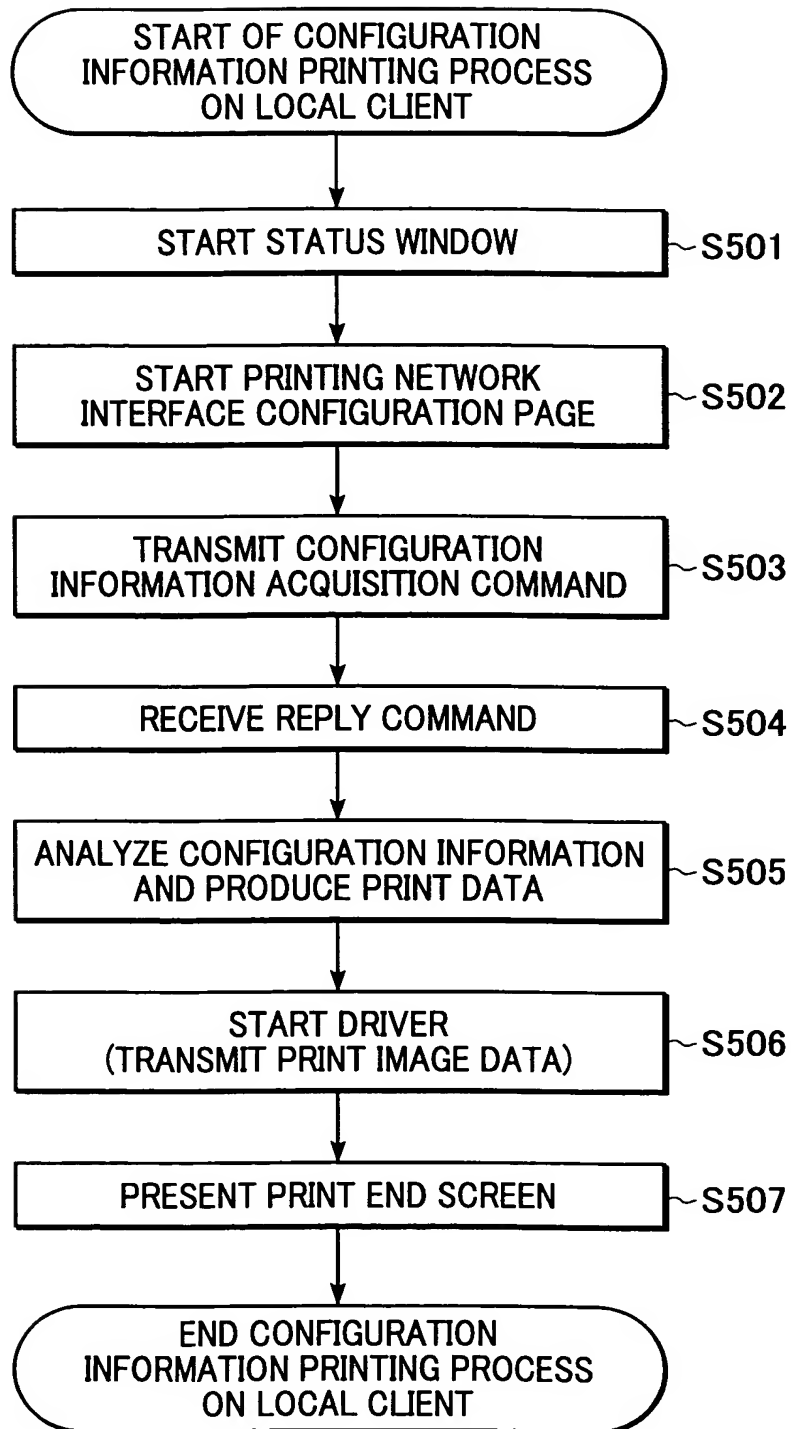 START OF CONFIGURATION
INFORMATION PRINTING PROCESS
ON LOCAL CLIENT
START STATUS WINDOW
S501
START PRINTING NETWORK
INTERFACE CONFIGURATION PAGE
S502
TRANSMIT CONFIGURATION
INFORMATION ACQUISITION COMMAND
S503
RECEIVE REPLY COMMAND
S504
ANALYZE CONFIGURATION INFORMATION
AND PRODUCE PRINT DATA
S505
START DRIVER
(TRANSMIT PRINT IMAGE DATA)
S506
PRESENT PRINT END SCREEN
S507
END CONFIGURATION
INFORMATION PRINTING PROCESS
ON LOCAL CLIENT